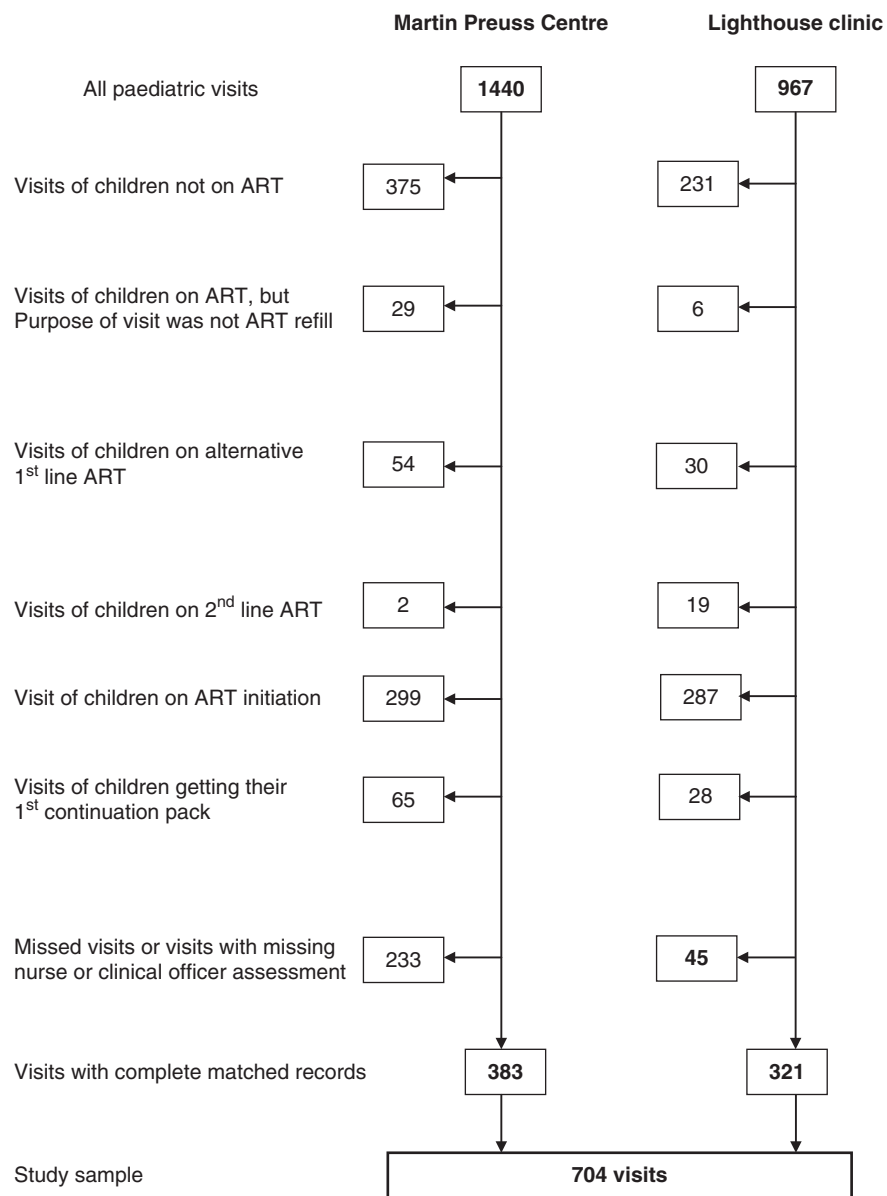 Martin Preuss Centre Lighthouse clinic
All paediatric visits 1440 967
Visits of children not on ART 375 231
Visits of children on ART, but
Purpose of visit was not ART refill 29 6
Visits of children on alternative
1st line ART 54 30
Visits of children on 2nd line ART 2 19
Visit of children on ART initiation 299 287
Visits of children getting their
1st continuation pack 65 28
Missed visits or visits with missing
nurse or clinical officer assessment 233 45
Visits with complete matched records 383 321
Study sample 704 visits